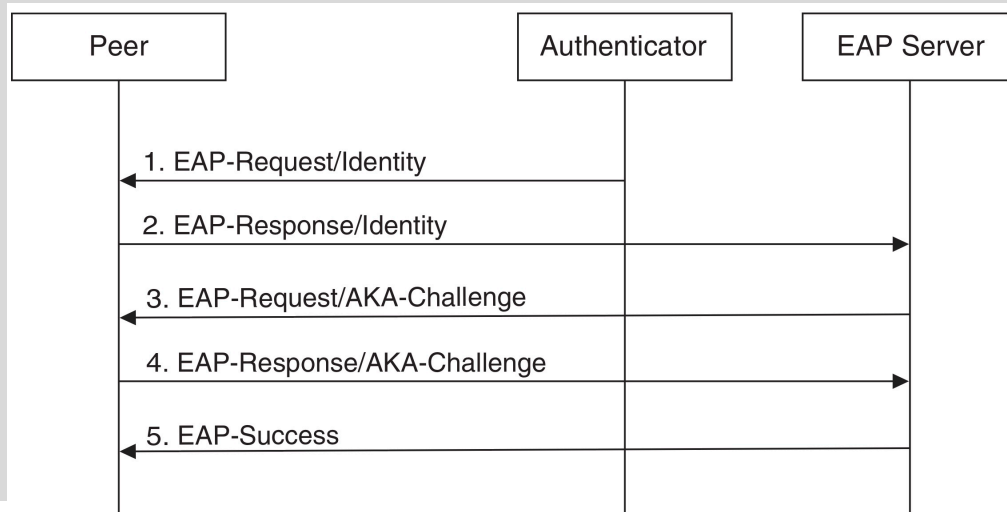 Peer
Authenticator
EAP Server
1. EAP-Request/Identity
2. EAP-Response/Identity
3. EAP-Request/AKA-Challenge
4. EAP-Response/AKA-Challenge
5. EAP-Success